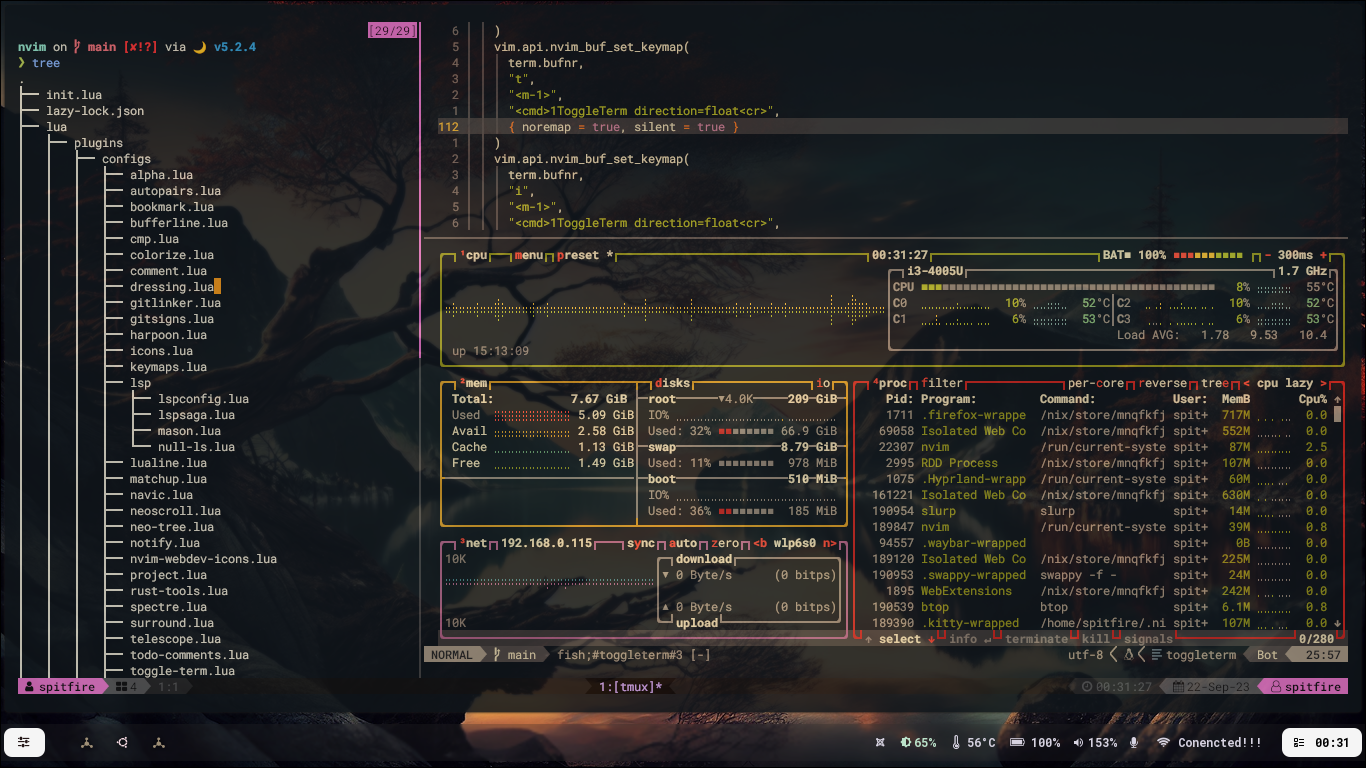 [29/29]
nvim on main [✘!?] via 🌙 v5.2.4
❯ tree
.
├── init.lua
├── lazy-lock.json
├── lua
├── plugins
├── configs
├── alpha.lua
├── autopairs.lua
├── bookmark.lua
├── bufferline.lua
├── cmp.lua
├── colorize.lua
├── comment.lua
├── dressing.lua
├── gitlinker.lua
├── gitsigns.lua
├── harpoon.lua
├── icons.lua
├── keymaps.lua
├── lsp
├── lspconfig.lua
├── lspsaga.lua
├── mason.lua
└── null-ls.lua
├── lualine.lua
├── matchup.lua
├── navic.lua
├── neoscroll.lua
├── neo-tree.lua
├── notify.lua
├── nvim-webdev-icons.lua
├── project.lua
├── rust-tools.lua
├── spectre.lua
├── surround.lua
├── telescope.lua
├── todo-comments.lua
├── toggle-term.lua
6 )
5 vim.api.nvim_buf_set_keymap(
4 term.bufnr,
3 "t",
2 "<m-1>",
1 "<cmd>1ToggleTerm direction=float<cr>",
112 { noremap = true, silent = true }
1 )
2 vim.api.nvim_buf_set_keymap(
3 term.bufnr,
4 "i",
5 "<m-1>",
6 "<cmd>1ToggleTerm direction=float<cr>",
¹cpu menu preset * 00:31:27 BAT■ 100% - 300ms +
i3-4005U 1.7 GHz
CPU 8% 55°C
C0 10% 52°C C2 10% 52°C
C1 6% 53°C C3 6% 53°C
Load AVG: 1.78 9.53 10.4
up 15:13:09
²mem
Total: 7.67 GiB
Used 5.09 GiB
Avail 2.58 GiB
Cache 1.13 GiB
Free 1.49 GiB
disks io
root ▼4.0K 209 GiB
IO%
Used: 32% 66.9 GiB
swap 8.79 GiB
Used: 11% 978 MiB
boot 510 MiB
IO%
Used: 36% 185 MiB
³net 192.168.0.115 sync auto zero <b wlp6s0 n>
10K
download
▼ 0 Byte/s (0 bitps)
▲ 0 Byte/s (0 bitps)
10K
upload
⁴proc filter per-core reverse tree < cpu lazy >
Pid: Program: Command: User: MemB Cpu% ↑
1711 .firefox-wrappe /nix/store/mnqfkfj spit+ 717M 0.0
69058 Isolated Web Co /nix/store/mnqfkfj spit+ 552M 0.0
22307 nvim /run/current-syste spit+ 87M 2.5
2995 RDD Process /nix/store/mnqfkfj spit+ 107M 0.0
1075 .Hyprland-wrapp /run/current-syste spit+ 60M 0.0
161221 Isolated Web Co /nix/store/mnqfkfj spit+ 630M 0.0
190954 slurp slurp spit+ 14M 0.0
189847 nvim /run/current-syste spit+ 39M 0.8
94557 .waybar-wrapped spit+ 0B 0.0
189120 Isolated Web Co /nix/store/mnqfkfj spit+ 225M 0.0
190953 .swappy-wrapped swappy -f - spit+ 24M 0.0
1895 WebExtensions /nix/store/mnqfkfj spit+ 242M 0.0
190539 btop btop spit+ 6.1M 0.8
189390 .kitty-wrapped /home/spitfire/.ni spit+ 107M 0.0 ↓
↑ select ↓ info ↵ terminate kill signals 0/280
NORMAL main fish;#toggleterm#3 [-] utf-8 toggleterm Bot 25:57
spitfire 4 1:1 1:[tmux]* 00:31:27 22-Sep-23 spitfire
65% 56°C 100% 153% Conencted!!! 00:31